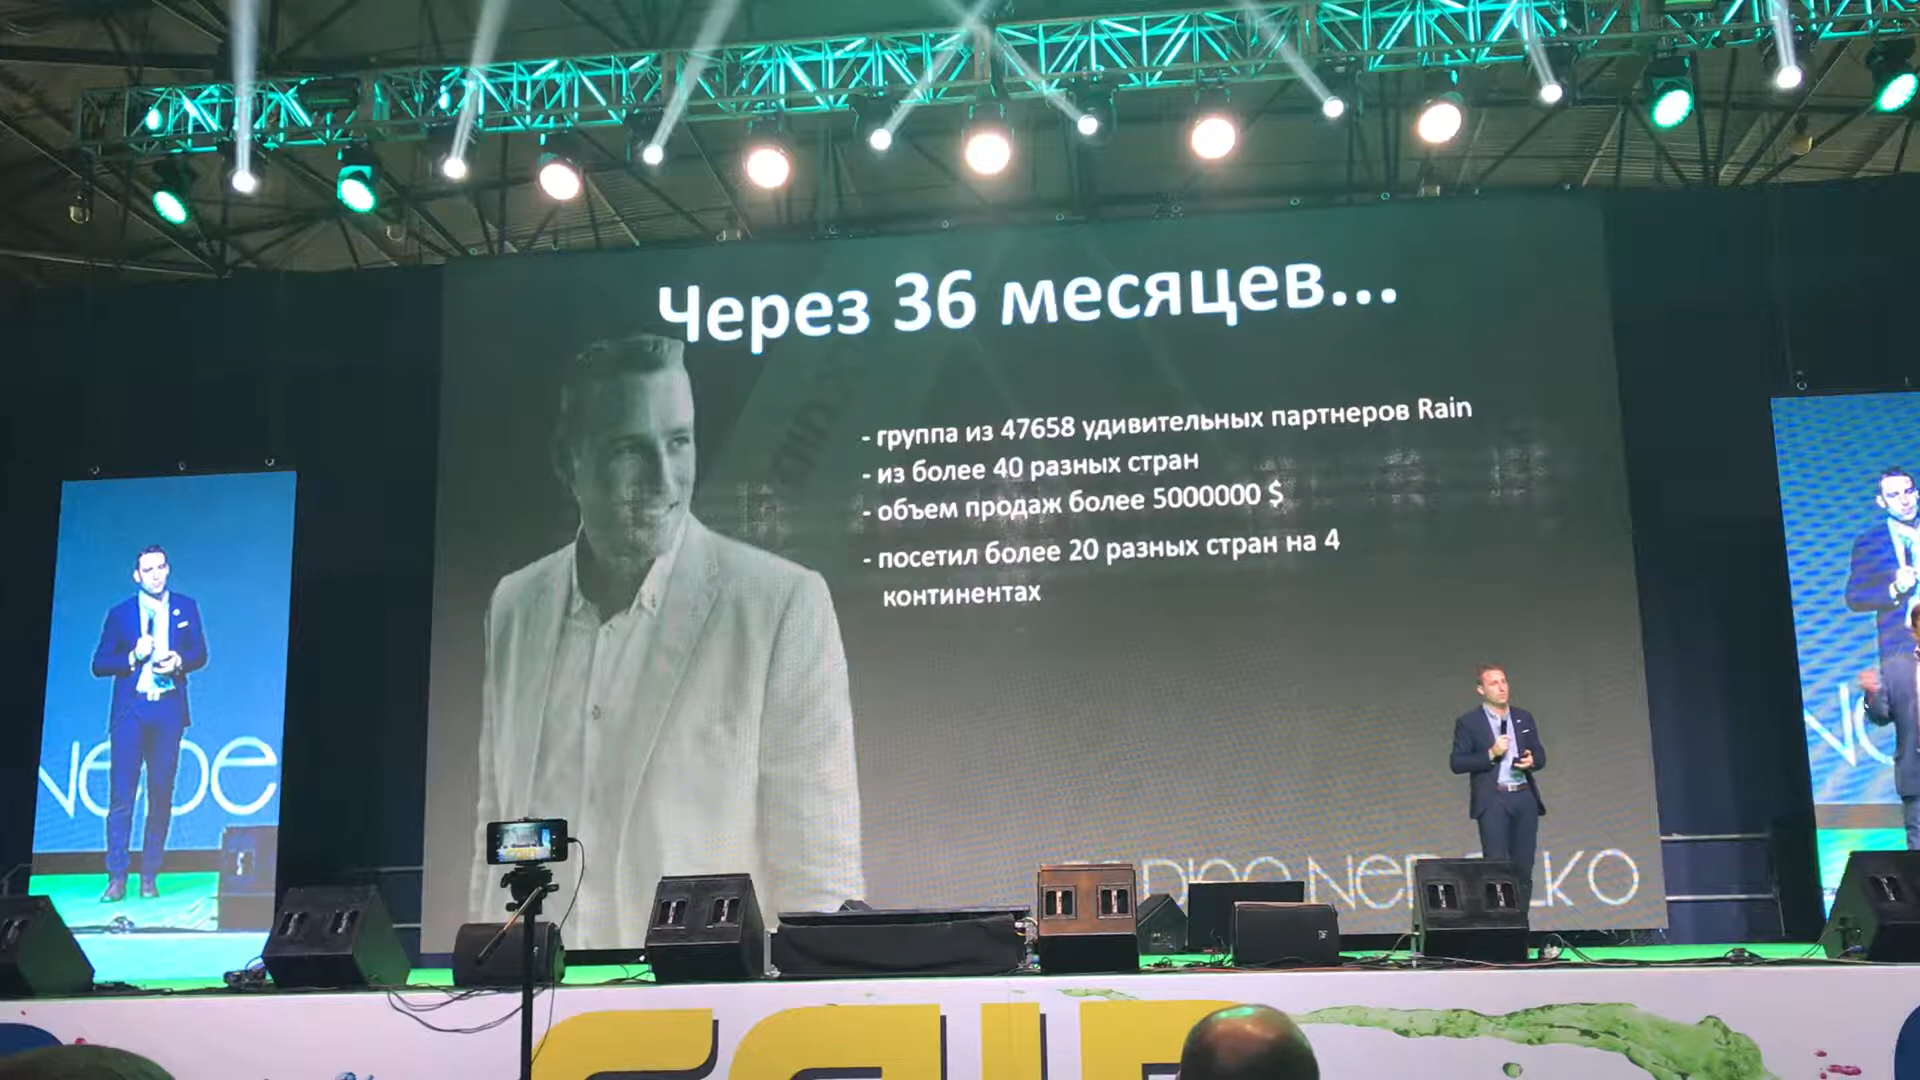 Через 36 месяцев...
- группа из 47658 удивительных партнеров Rain
- из более 40 разных стран
- объем продаж более 5000000 $
- посетил более 20 разных стран на 4
континентах